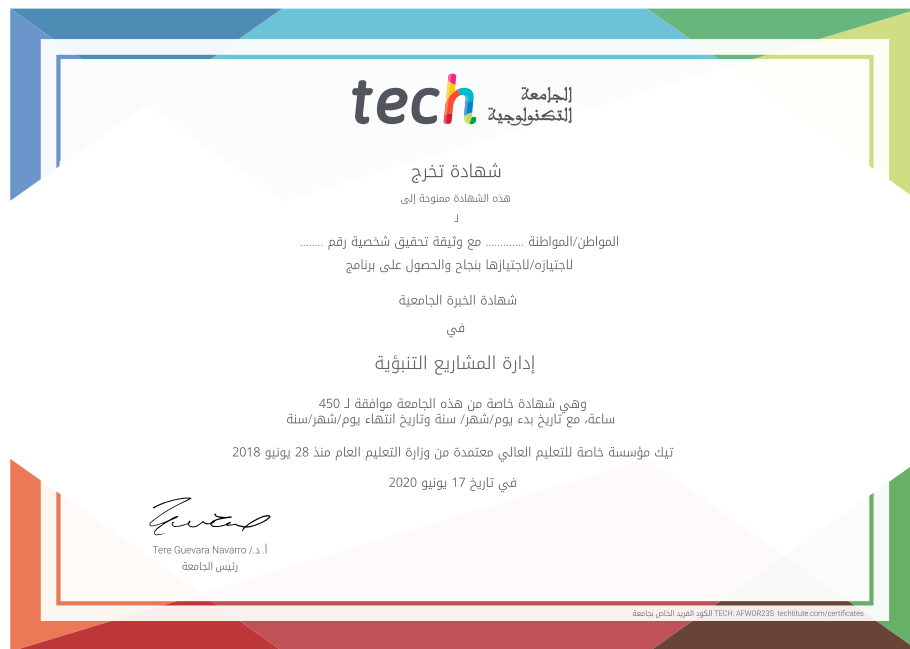 tech الجامعة التكنولوجية
شهادة تخرج
هذه الشهادة ممنوحة إلى
لـ
المواطن/المواطنة ............. مع وثيقة تحقيق شخصية رقم ........
لاجتيازه/لاجتيازها بنجاح والحصول على برنامج
شهادة الخبرة الجامعية
في
إدارة المشاريع التنبؤية
وهي شهادة خاصة من هذه الجامعة موافقة لـ 450
ساعة، مع تاريخ بدء يوم/شهر/ سنة وتاريخ انتهاء يوم/شهر/سنة
تيك مؤسسة خاصة للتعليم العالي معتمدة من وزارة التعليم العام منذ 28 يونيو 2018
في تاريخ 17 يونيو 2020
أ. د./ Tere Guevara Navarro
رئيس الجامعة
الكود الفريد الخاص بجامعة TECH: AFWOR23S techtitute.com/certificates